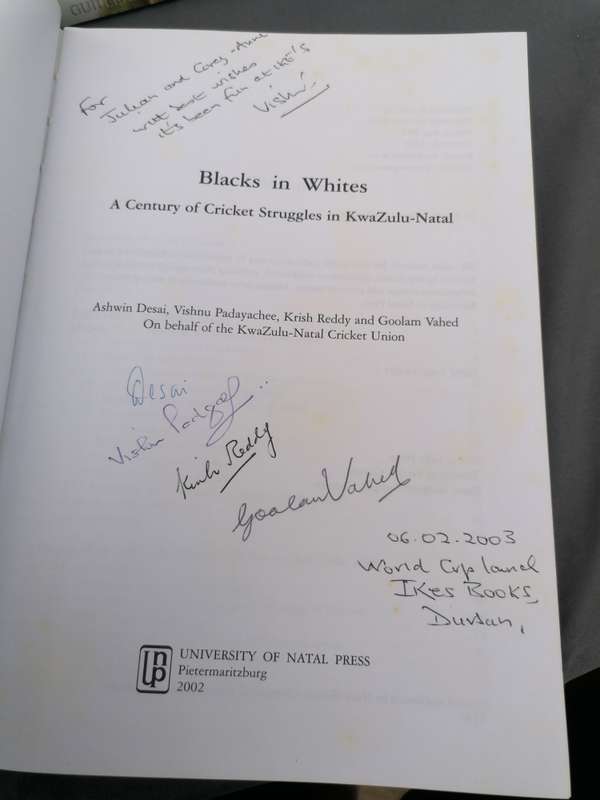 GUIL
For
Julian and Carey-Anne
with best wishes
it's been fun at IKE's
Vishnu
Blacks in Whites
A Century of Cricket Struggles in KwaZulu-Natal
Ashwin Desai, Vishnu Padayachee, Krish Reddy and Goolam Vahed
On behalf of the KwaZulu-Natal Cricket Union
Desai
Vishnu
Krish Reddy
Goolam Vahed
06.02.2003
World Cup launch
IKes Books,
Durban,
unp
UNIVERSITY OF NATAL PRESS
Pietermaritzburg
2002